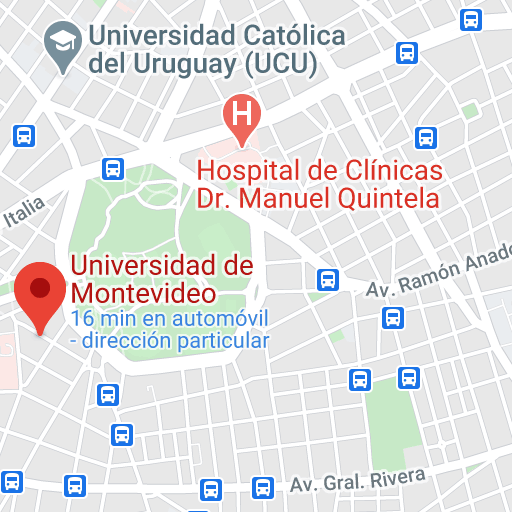 Universidad Católica
del Uruguay (UCU)
H
Hospital de Clínicas
Dr. Manuel Quintela
Italia
Universidad de
Montevideo
16 min en automóvil
- dirección particular
Av. Ramón Anado
Av. Gral. Rivera